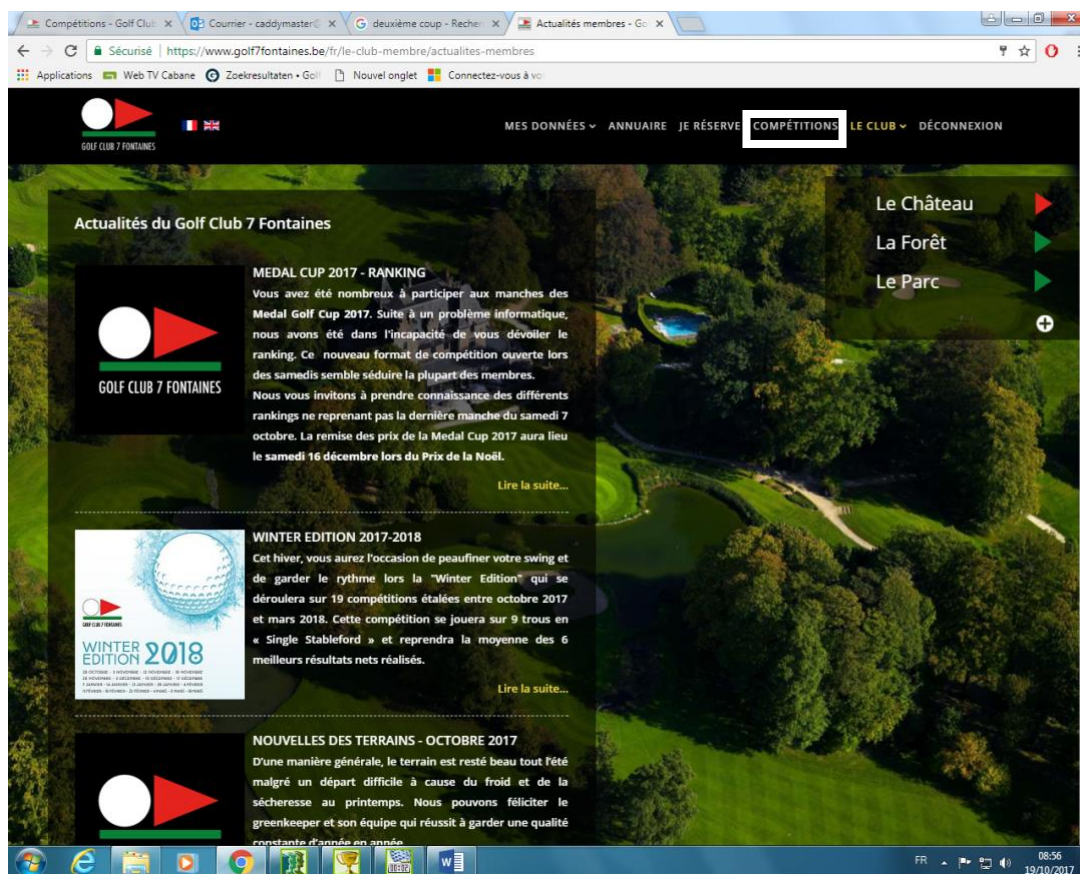 Compétitions - Golf Club
Courrier - caddymaster@
deuxième coup - Recher
Actualités membres - Go
Sécurisé | https://www.golf7fontaines.be/fr/le-club-membre/actualites-membres
Applications
Web TV Cabane
Zoekresultaten • Golf
Nouvel onglet
Connectez-vous à vo
GOLF CLUB 7 FONTAINES
MES DONNÉES
ANNUAIRE
JE RÉSERVE
COMPÉTITIONS
LE CLUB
DÉCONNEXION
Le Château
La Forêt
Le Parc
Actualités du Golf Club 7 Fontaines
GOLF CLUB 7 FONTAINES
MEDAL CUP 2017 - RANKING
Vous avez été nombreux à participer aux manches des
Medal Golf Cup 2017. Suite à un problème informatique,
nous avons été dans l'incapacité de vous dévoiler le
ranking. Ce nouveau format de compétition ouverte lors
des samedis semble séduire la plupart des membres.
Nous vous invitons à prendre connaissance des différents
rankings ne reprenant pas la dernière manche du samedi 7
octobre. La remise des prix de la Medal Cup 2017 aura lieu
le samedi 16 décembre lors du Prix de la Noël.
Lire la suite...
GOLF CLUB 7 FONTAINES
WINTER
EDITION 2018
WINTER EDITION 2017-2018
Cet hiver, vous aurez l'occasion de peaufiner votre swing et
de garder le rythme lors la "Winter Edition" qui se
déroulera sur 19 compétitions étalées entre octobre 2017
et mars 2018. Cette compétition se jouera sur 9 trous en
« Single Stableford » et reprendra la moyenne des 6
meilleurs résultats nets réalisés.
Lire la suite...
NOUVELLES DES TERRAINS - OCTOBRE 2017
D'une manière générale, le terrain est resté beau tout l'été
malgré un départ difficile à cause du froid et de la
sécheresse au printemps. Nous pouvons féliciter le
greenkeeper et son équipe qui réussit à garder une qualité
constante d'année en année.
FR
08:56
19/10/2017